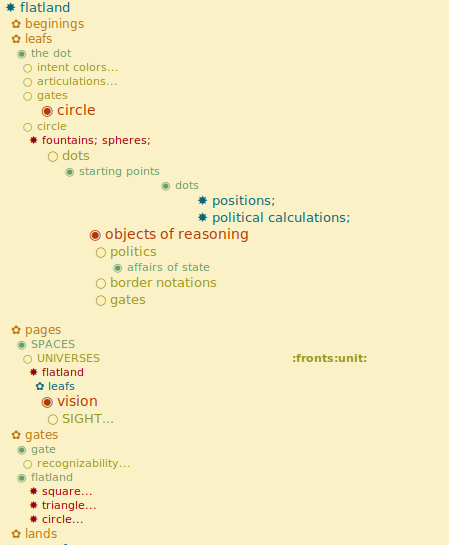 flatland
beginings
leafs
the dot
intent colors...
articulations...
gates
circle
circle
fountains; spheres;
dots
starting points
dots
positions;
political calculations;
objects of reasoning
politics
affairs of state
border notations
gates
pages
SPACES
UNIVERSES :fronts:unit:
flatland
leafs
vision
SIGHT...
gates
gate
recognizability...
flatland
square...
triangle...
circle...
lands